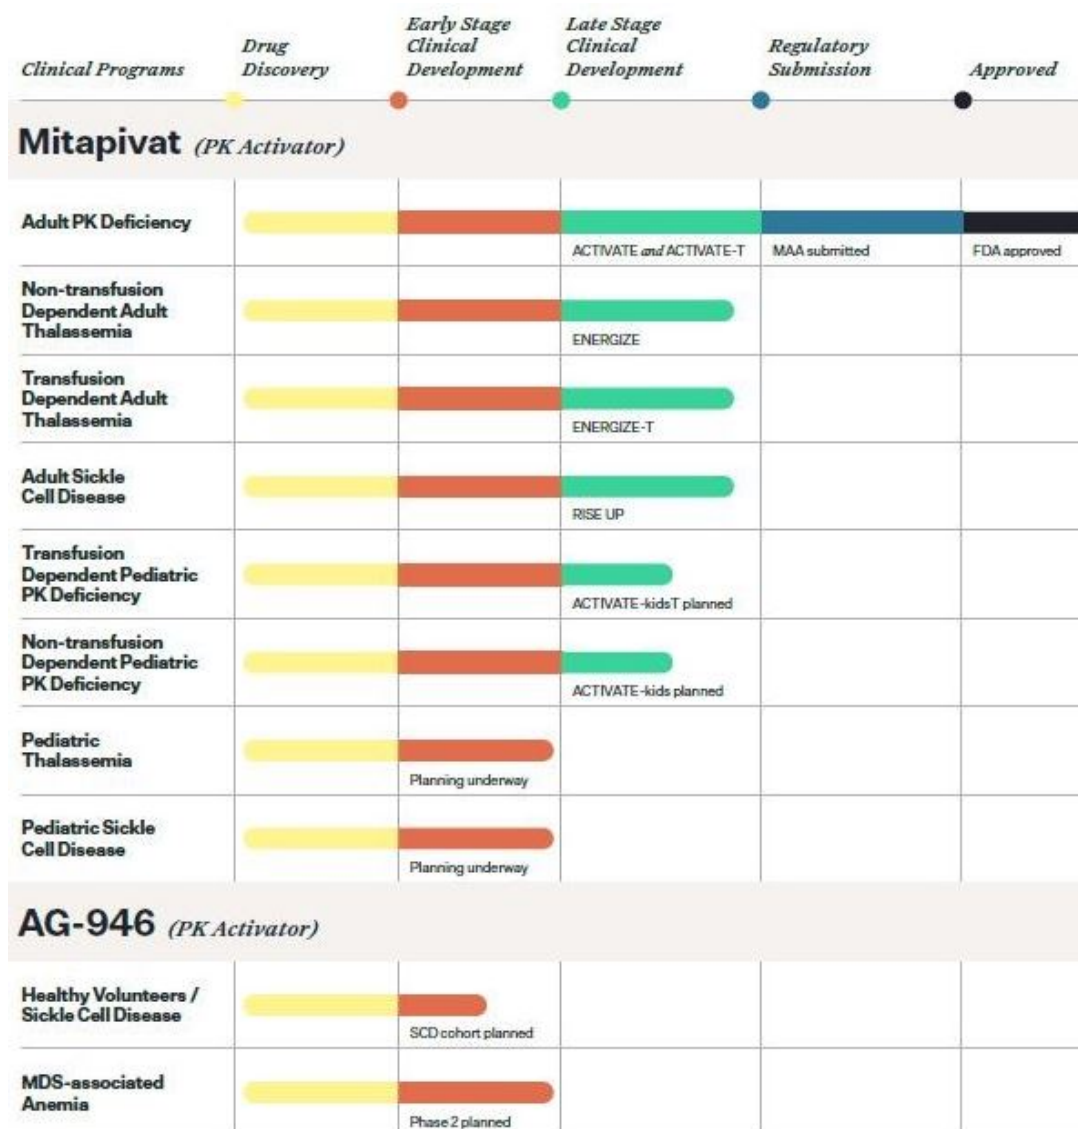 Clinical Programs
Drug
Discovery
Early Stage
Clinical
Development
Late Stage
Clinical
Development
Regulatory
Submission
Approved
Mitapivat (PK Activator)
Adult PK Deficiency
ACTIVATE and ACTIVATE-T
MAA submitted
FDA approved
Non-transfusion
Dependent Adult
Thalassemia
ENERGIZE
Transfusion
Dependent Adult
Thalassemia
ENERGIZE-T
Adult Sickle
Cell Disease
RISE UP
Transfusion
Dependent Pediatric
PK Deficiency
ACTIVATE-kidsT planned
Non-transfusion
Dependent Pediatric
PK Deficiency
ACTIVATE-kids planned
Pediatric
Thalassemia
Planning underway
Pediatric Sickle
Cell Disease
Planning underway
AG-946 (PK Activator)
Healthy Volunteers /
Sickle Cell Disease
SCD cohort planned
MDS-associated
Anemia
Phase 2 planned